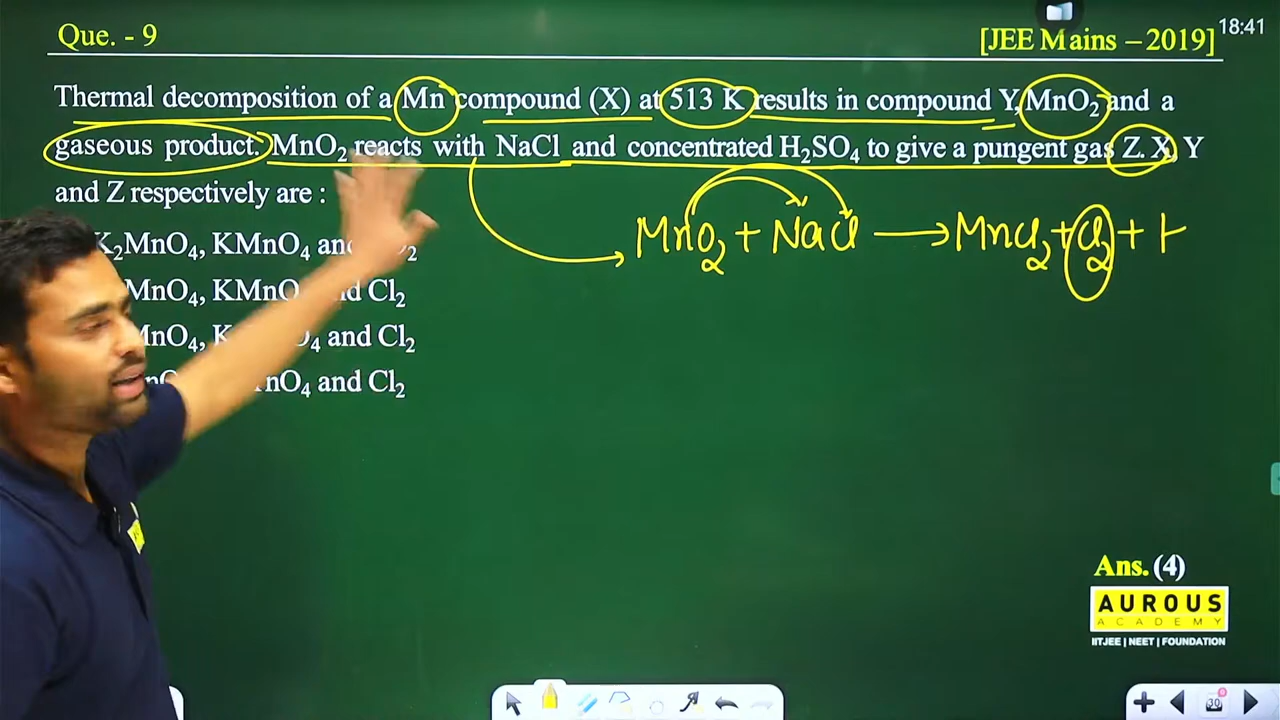 18:41
Que. - 9
[JEE Mains – 2019]
Thermal decomposition of a Mn compound (X) at 513 K results in compound Y, MnO₂ and a
gaseous product. MnO₂ reacts with NaCl and concentrated H₂SO₄ to give a pungent gas Z. X, Y
and Z respectively are :
MnO₂ + NaCl → MnCl₂ + Cl₂ + H
K₂MnO₄, KMnO₄ and ₂
MnO₄, KMnO Cl₂
MnO₄, K O₄ and Cl₂
nO₄ and Cl₂
Ans. (4)
AUROUS
ACADEMY
IITJEE | NEET | FOUNDATION
30